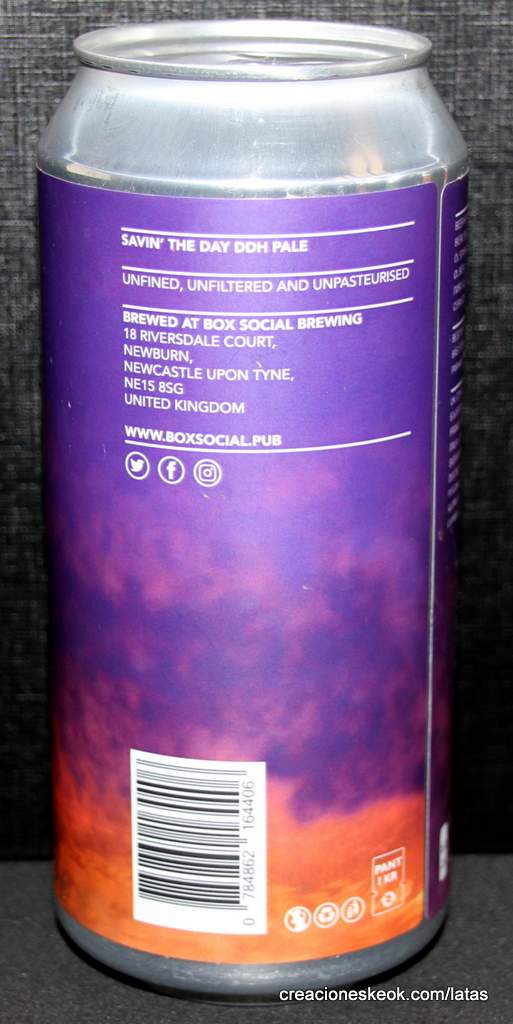 SAVIN' THE DAY DDH PALE
UNFINED, UNFILTERED AND UNPASTEURISED
BREWED AT BOX SOCIAL BREWING
18 RIVERSDALE COURT,
NEWBURN,
NEWCASTLE UPON TYNE,
NE15 8SG
UNITED KINGDOM
WWW.BOXSOCIAL.PUB
0 784862 164406
PANT
1 KR
creacioneskeok.com/latas